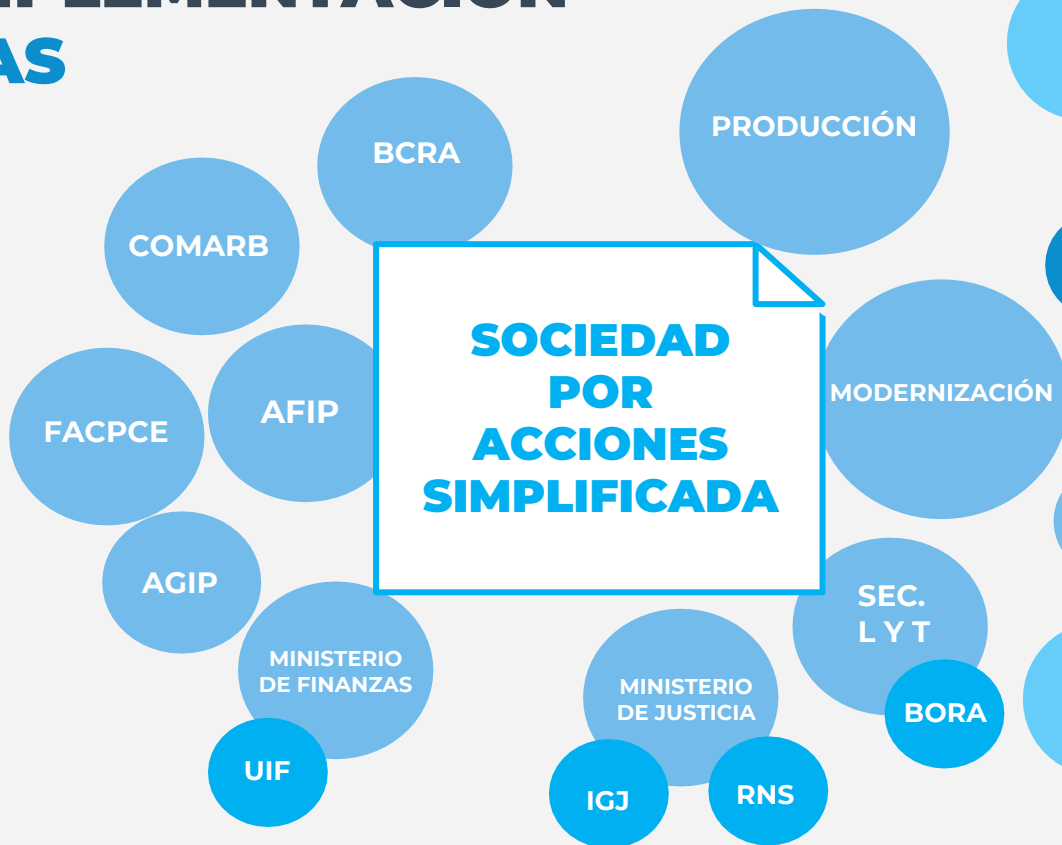 AS
BCRA
PRODUCCIÓN
COMARB
SOCIEDAD
POR
ACCIONES
SIMPLIFICADA
MODERNIZACIÓN
AFIP
FACPCE
AGIP
SEC.
L Y T
MINISTERIO
DE FINANZAS
MINISTERIO
DE JUSTICIA
BORA
UIF
IGJ
RNS